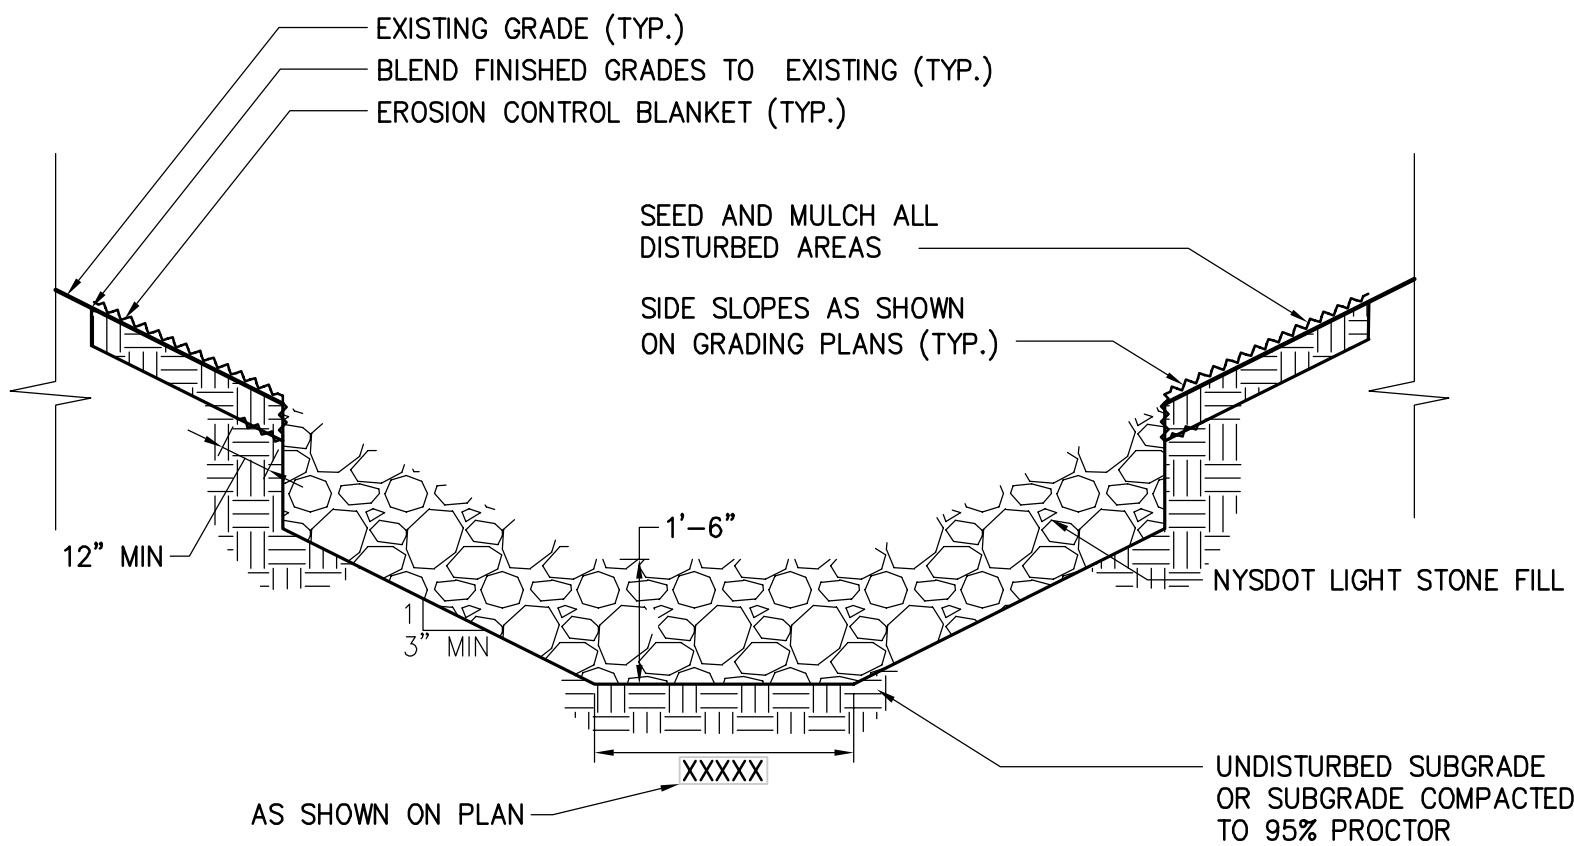 EXISTING GRADE (TYP.)
BLEND FINISHED GRADES TO EXISTING (TYP.)
EROSION CONTROL BLANKET (TYP.)
SEED AND MULCH ALL
DISTURBED AREAS
SIDE SLOPES AS SHOWN
ON GRADING PLANS (TYP.)
1'-6"
12" MIN
NYSDOT LIGHT STONE FILL
1
3" MIN
XXXXX
AS SHOWN ON PLAN
UNDISTURBED SUBGRADE
OR SUBGRADE COMPACTED
TO 95% PROCTOR